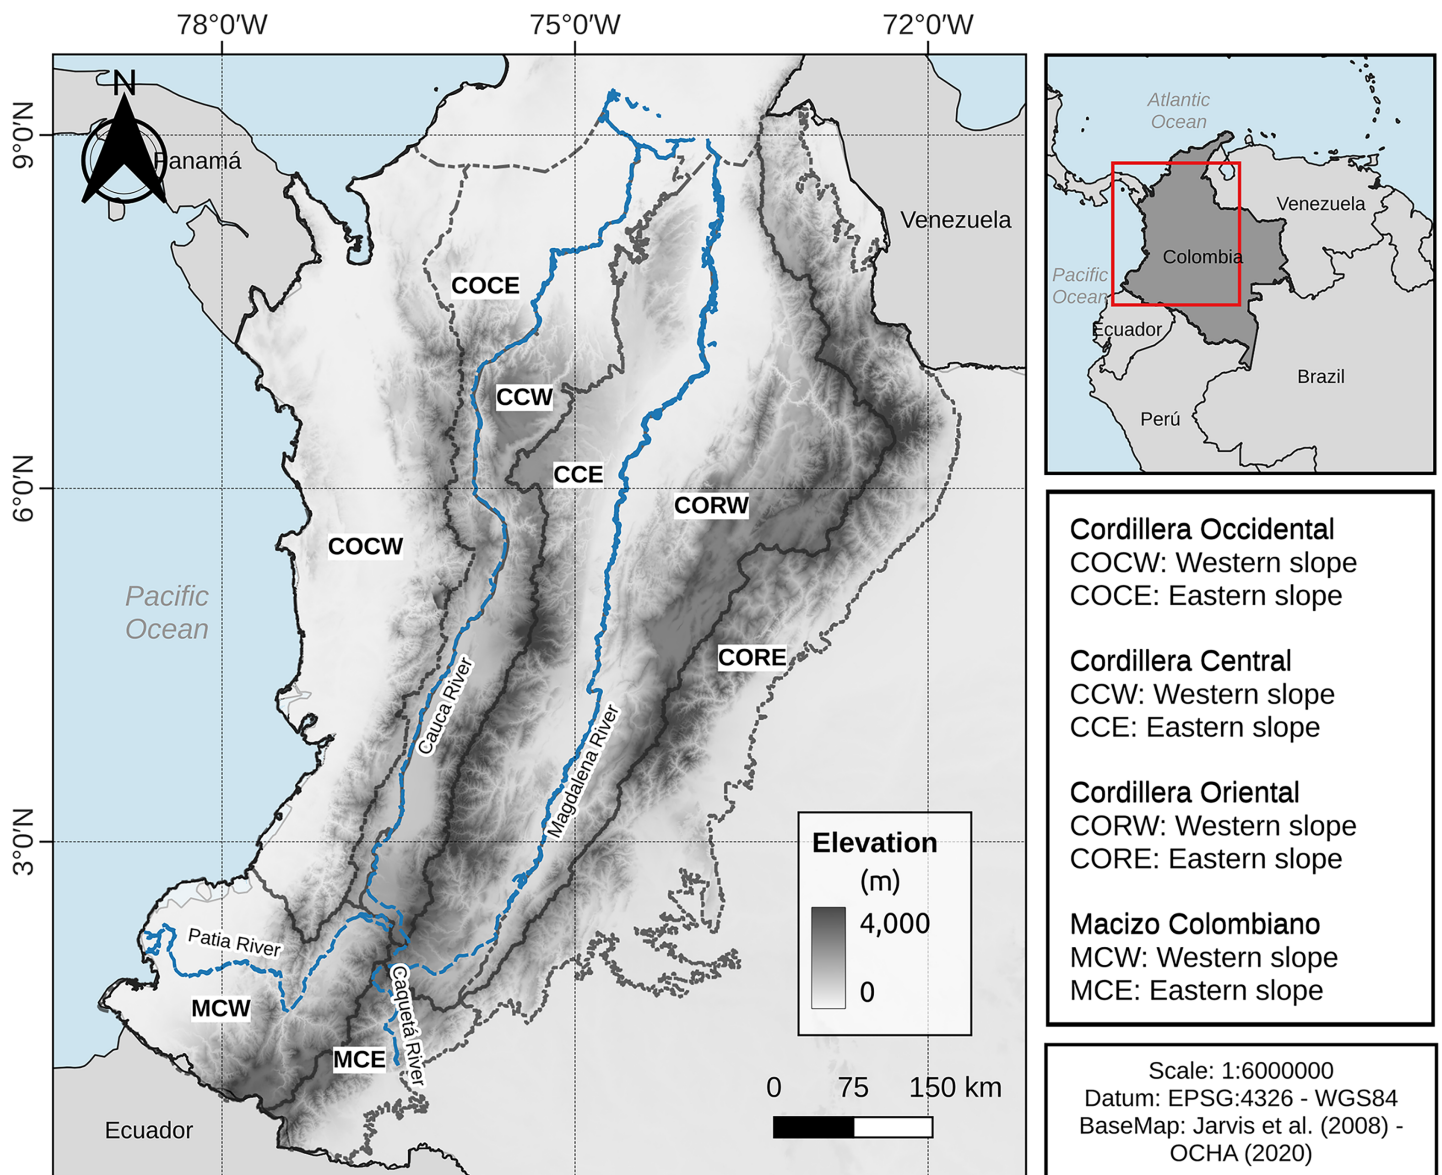 78°0′W
75°0′W
72°0′W
9°0′N
6°0′N
3°0′N
N
Panamá
Venezuela
COCE
CCW
CCE
CORW
COCW
CORE
Pacific
Ocean
Cauca River
Magdalena River
Patia River
MCW
MCE
Caquetá River
Ecuador
Elevation
(m)
4,000
0
0 75 150 km
Atlantic
Ocean
Venezuela
Colombia
Pacific
Ocean
Ecuador
Brazil
Perú
Cordillera Occidental
COCW: Western slope
COCE: Eastern slope
Cordillera Central
CCW: Western slope
CCE: Eastern slope
Cordillera Oriental
CORW: Western slope
CORE: Eastern slope
Macizo Colombiano
MCW: Western slope
MCE: Eastern slope
Scale: 1:6000000
Datum: EPSG:4326 - WGS84
BaseMap: Jarvis et al. (2008) -
OCHA (2020)